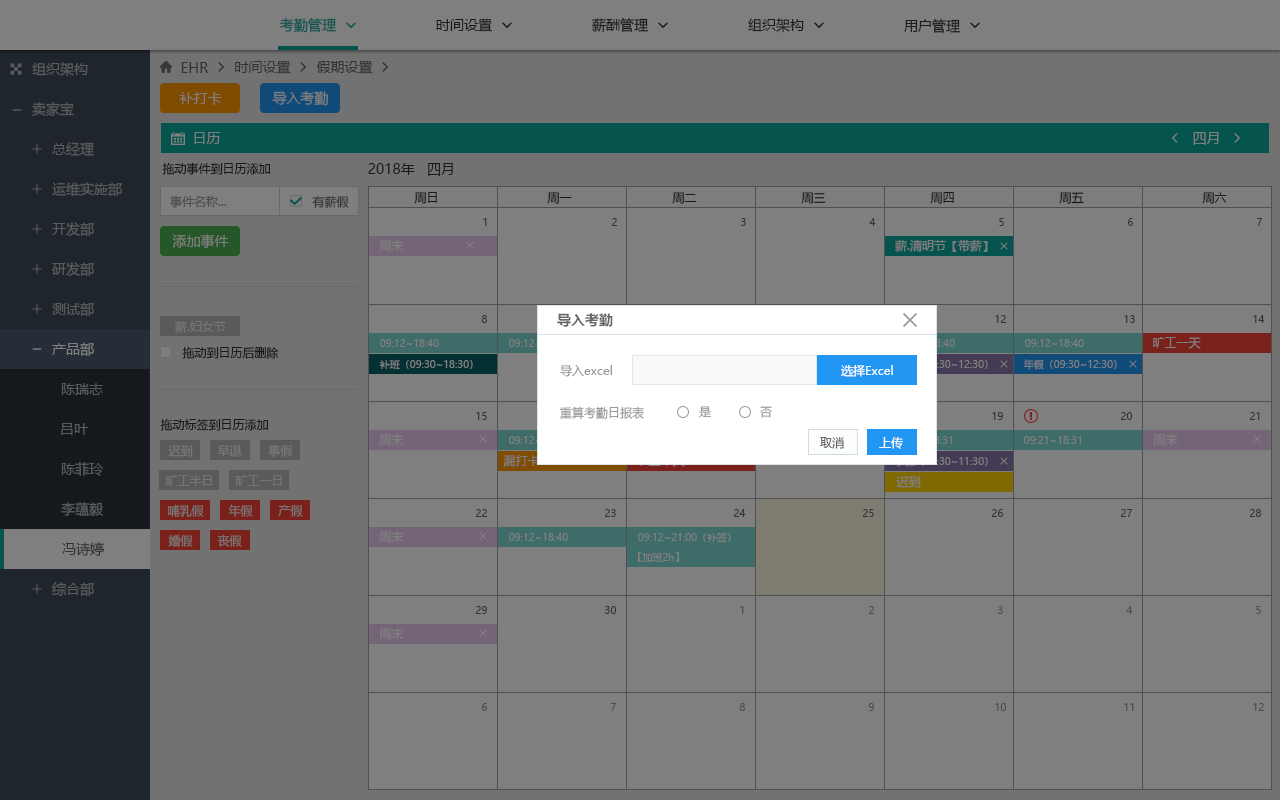 考勤管理 时间设置 薪酬管理 组织架构 用户管理
组织架构
卖家宝
总经理
运维实施部
开发部
研发部
测试部
产品部
陈瑞志
吕叶
陈菲玲
李蕴毅
冯诗婷
综合部
EHR > 时间设置 > 假期设置 >
补打卡 导入考勤
日历 < 四月 >
拖动事件到日历添加
事件名称... 有薪假
添加事件
薪.妇女节
拖动到日历后删除
拖动标签到日历添加
迟到 早退 事假
旷工半日 旷工一日
哺乳假 年假 产假
婚假 丧假
2018年 四月
周日 周一 周二 周三 周四 周五 周六
1 2 3 4 5 6 7
周末 × 薪.清明节【带薪】 ×
8 12 13 14
09:12~18:40 09:12 8:40 09:12~18:40 旷工一天
补班（09:30~18:30） 30~12:30） × 年假（09:30~12:30） ×
15 19 20 21
周末 × 09:12 8:31 09:21~18:31 周末 ×
漏打卡 30~11:30） ×
迟到
22 23 24 25 26 27 28
周末 × 09:12~18:40 09:12~21:00（补签）
【加班2h】
29 30 1 2 3 4 5
周末 ×
6 7 8 9 10 11 12
导入考勤
导入excel 选择Excel
重算考勤日报表 是 否
取消 上传